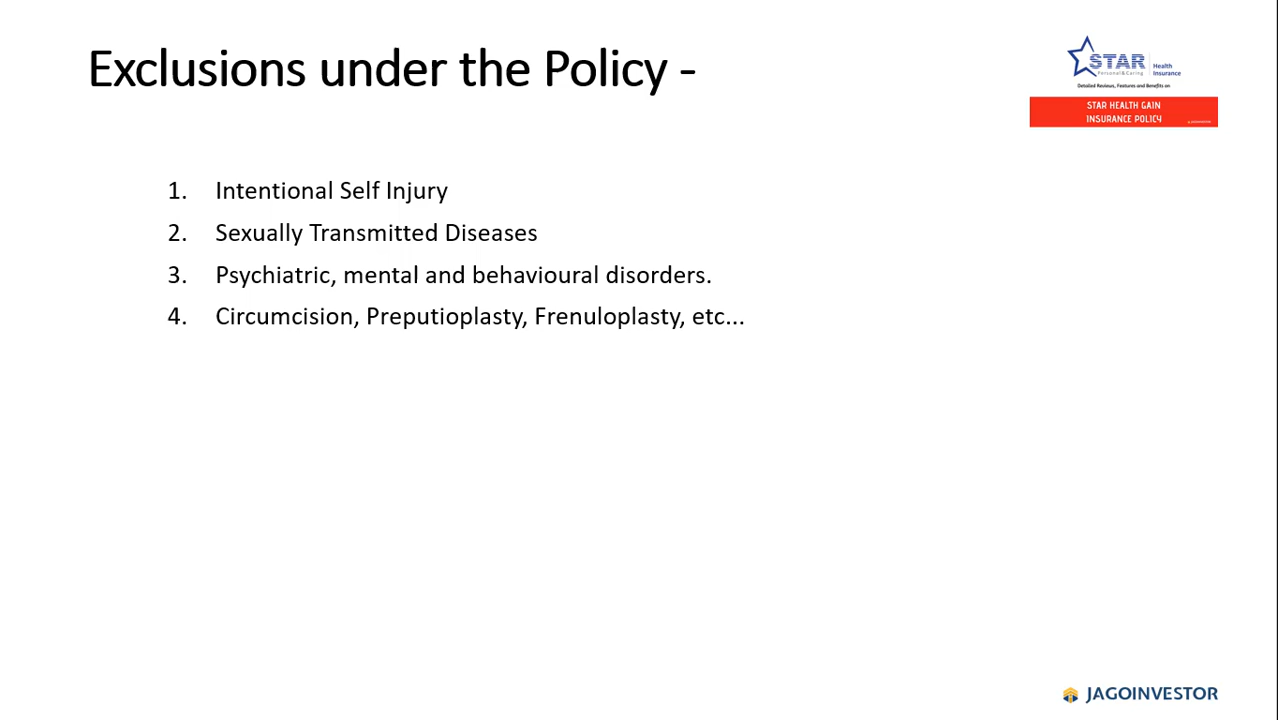 Exclusions under the Policy -
STAR
Health
Insurance
Personal & Caring
Detailed Reviews, Features and Benefits on
STAR HEALTH GAIN
INSURANCE POLICY
1. Intentional Self Injury
2. Sexually Transmitted Diseases
3. Psychiatric, mental and behavioural disorders.
4. Circumcision, Preputioplasty, Frenuloplasty, etc...
JAGOINVESTOR